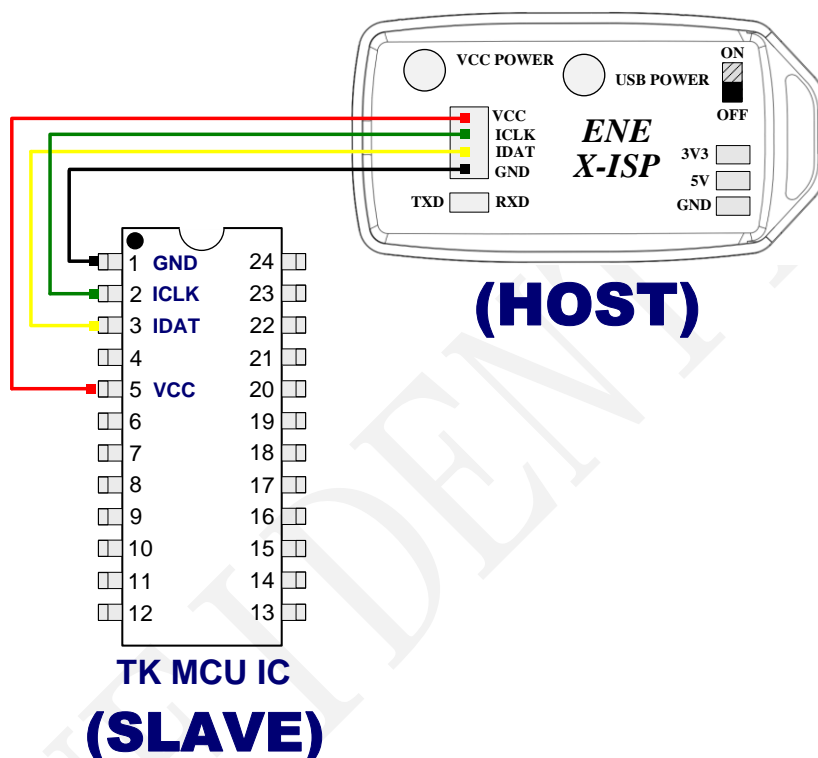 ON
VCC POWER
USB POWER
OFF
VCC
ICLK
IDAT
GND
ENE
X-ISP
3V3
5V
GND
TXD RXD
(HOST)
1 GND 24
2 ICLK 23
3 IDAT 22
4 21
5 VCC 20
6 19
7 18
8 17
9 16
10 15
11 14
12 13
TK MCU IC
(SLAVE)